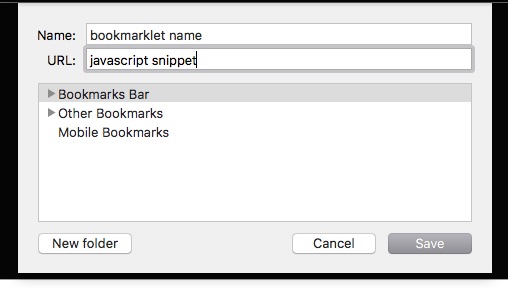 Name: bookmarklet name
URL: javascript snippet
Bookmarks Bar
Other Bookmarks
Mobile Bookmarks
New folder Cancel Save